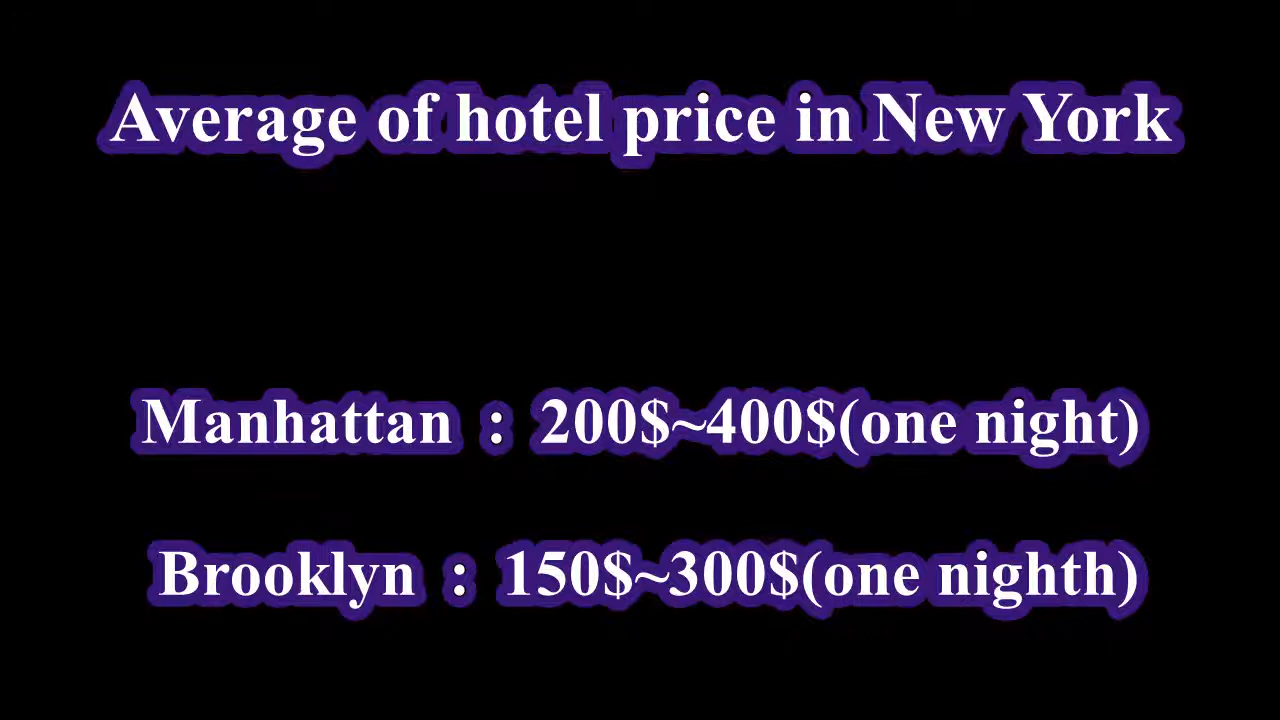 Average of hotel price in New York
Manhattan : 200$~400$(one night)
Brooklyn : 150$~300$(one nighth)